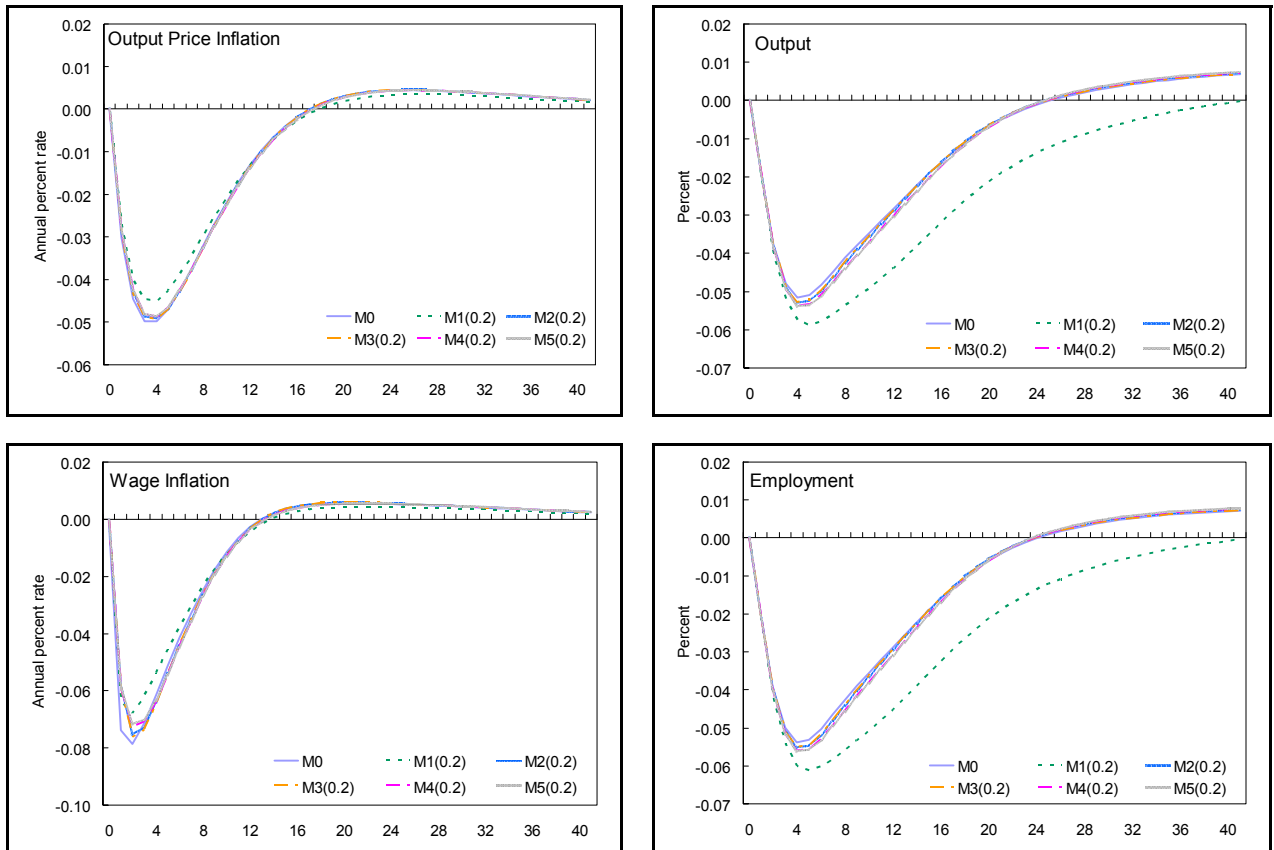 Output Price Inflation
Annual percent rate
0.02
0.01
0.00
-0.01
-0.02
-0.03
-0.04
-0.05
-0.06
M0 M1(0.2) M2(0.2)
M3(0.2) M4(0.2) M5(0.2)
0 4 8 12 16 20 24 28 32 36 40
Output
Percent
0.02
0.01
0.00
-0.01
-0.02
-0.03
-0.04
-0.05
-0.06
-0.07
M0 M1(0.2) M2(0.2)
M3(0.2) M4(0.2) M5(0.2)
0 4 8 12 16 20 24 28 32 36 40
Wage Inflation
Annual percent rate
0.02
0.00
-0.02
-0.04
-0.06
-0.08
-0.10
M0 M1(0.2) M2(0.2)
M3(0.2) M4(0.2) M5(0.2)
0 4 8 12 16 20 24 28 32 36 40
Employment
Percent
0.02
0.01
0.00
-0.01
-0.02
-0.03
-0.04
-0.05
-0.06
-0.07
M0 M1(0.2) M2(0.2)
M3(0.2) M4(0.2) M5(0.2)
0 4 8 12 16 20 24 28 32 36 40